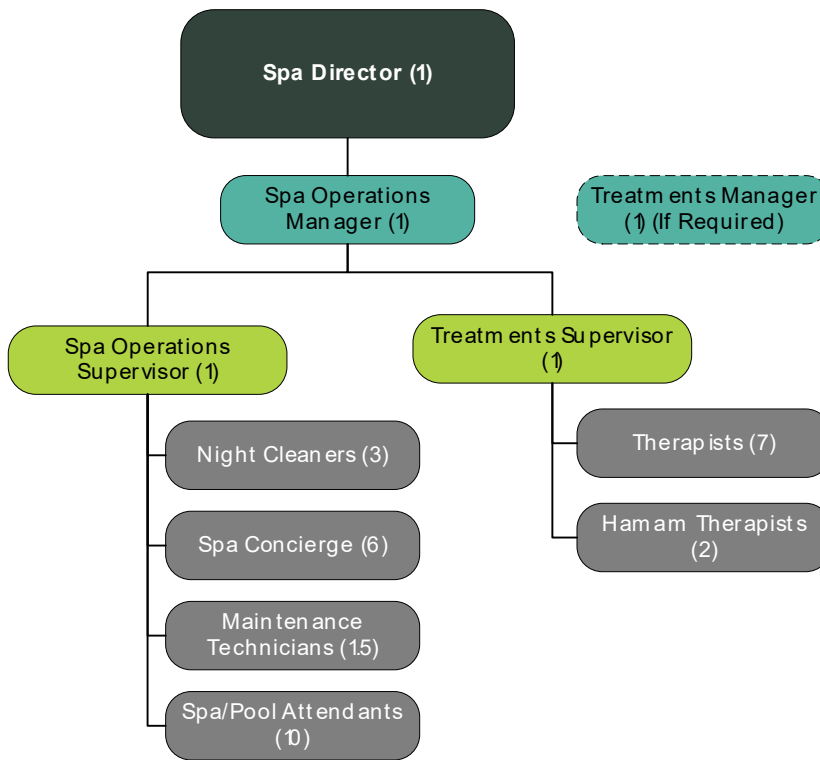 Spa Director (1)
Spa Operations
Manager (1)
Treatments Manager
(1) (If Required)
Spa Operations
Supervisor (1)
Treatments Supervisor
(1)
Night Cleaners (3)
Spa Concierge (6)
Maintenance
Technicians (1.5)
Spa/Pool Attendants
(10)
Therapists (7)
Hamam Therapists
(2)